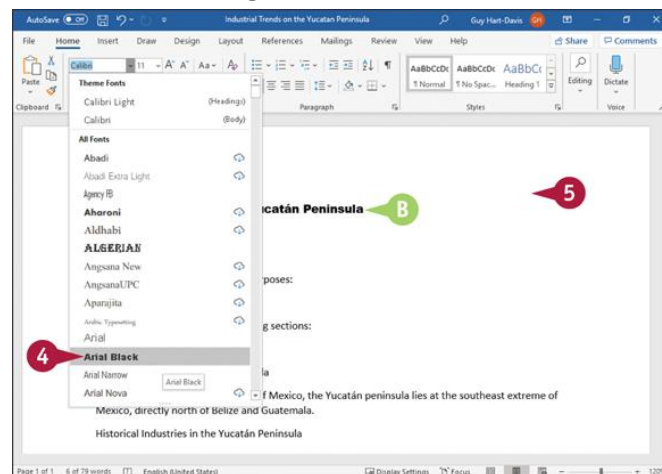 AutoSave Off Industrial Trends on the Yucatan Peninsula Guy Hart-Davis GH
File Home Insert Draw Design Layout References Mailings Review View Help Share Comments
Calibri 11 A A Aa A
Paste
Clipboard Paragraph Styles Voice
AaBbCcDc AaBbCcDc AaBbCc
¶ Normal ¶ No Spac... Heading 1
Editing Dictate
Theme Fonts
Calibri Light (Headings)
Calibri (Body)
All Fonts
Abadi
Abadi Extra Light
Agency FB
Aharoni
Aldhabi
ALGERIAN
Angsana New
AngsanaUPC
Aparajita
Arabic Typesetting
Arial
4 Arial Black
Arial Narrow
Arial Black
Arial Nova
ucatán Peninsula B 5
poses:
g sections:
la
f Mexico, the Yucatán peninsula lies at the southeast extreme of
Mexico, directly north of Belize and Guatemala.
Historical Industries in the Yucatán Peninsula
Page 1 of 1 6 of 79 words English (United States) Display Settings Focus 120%